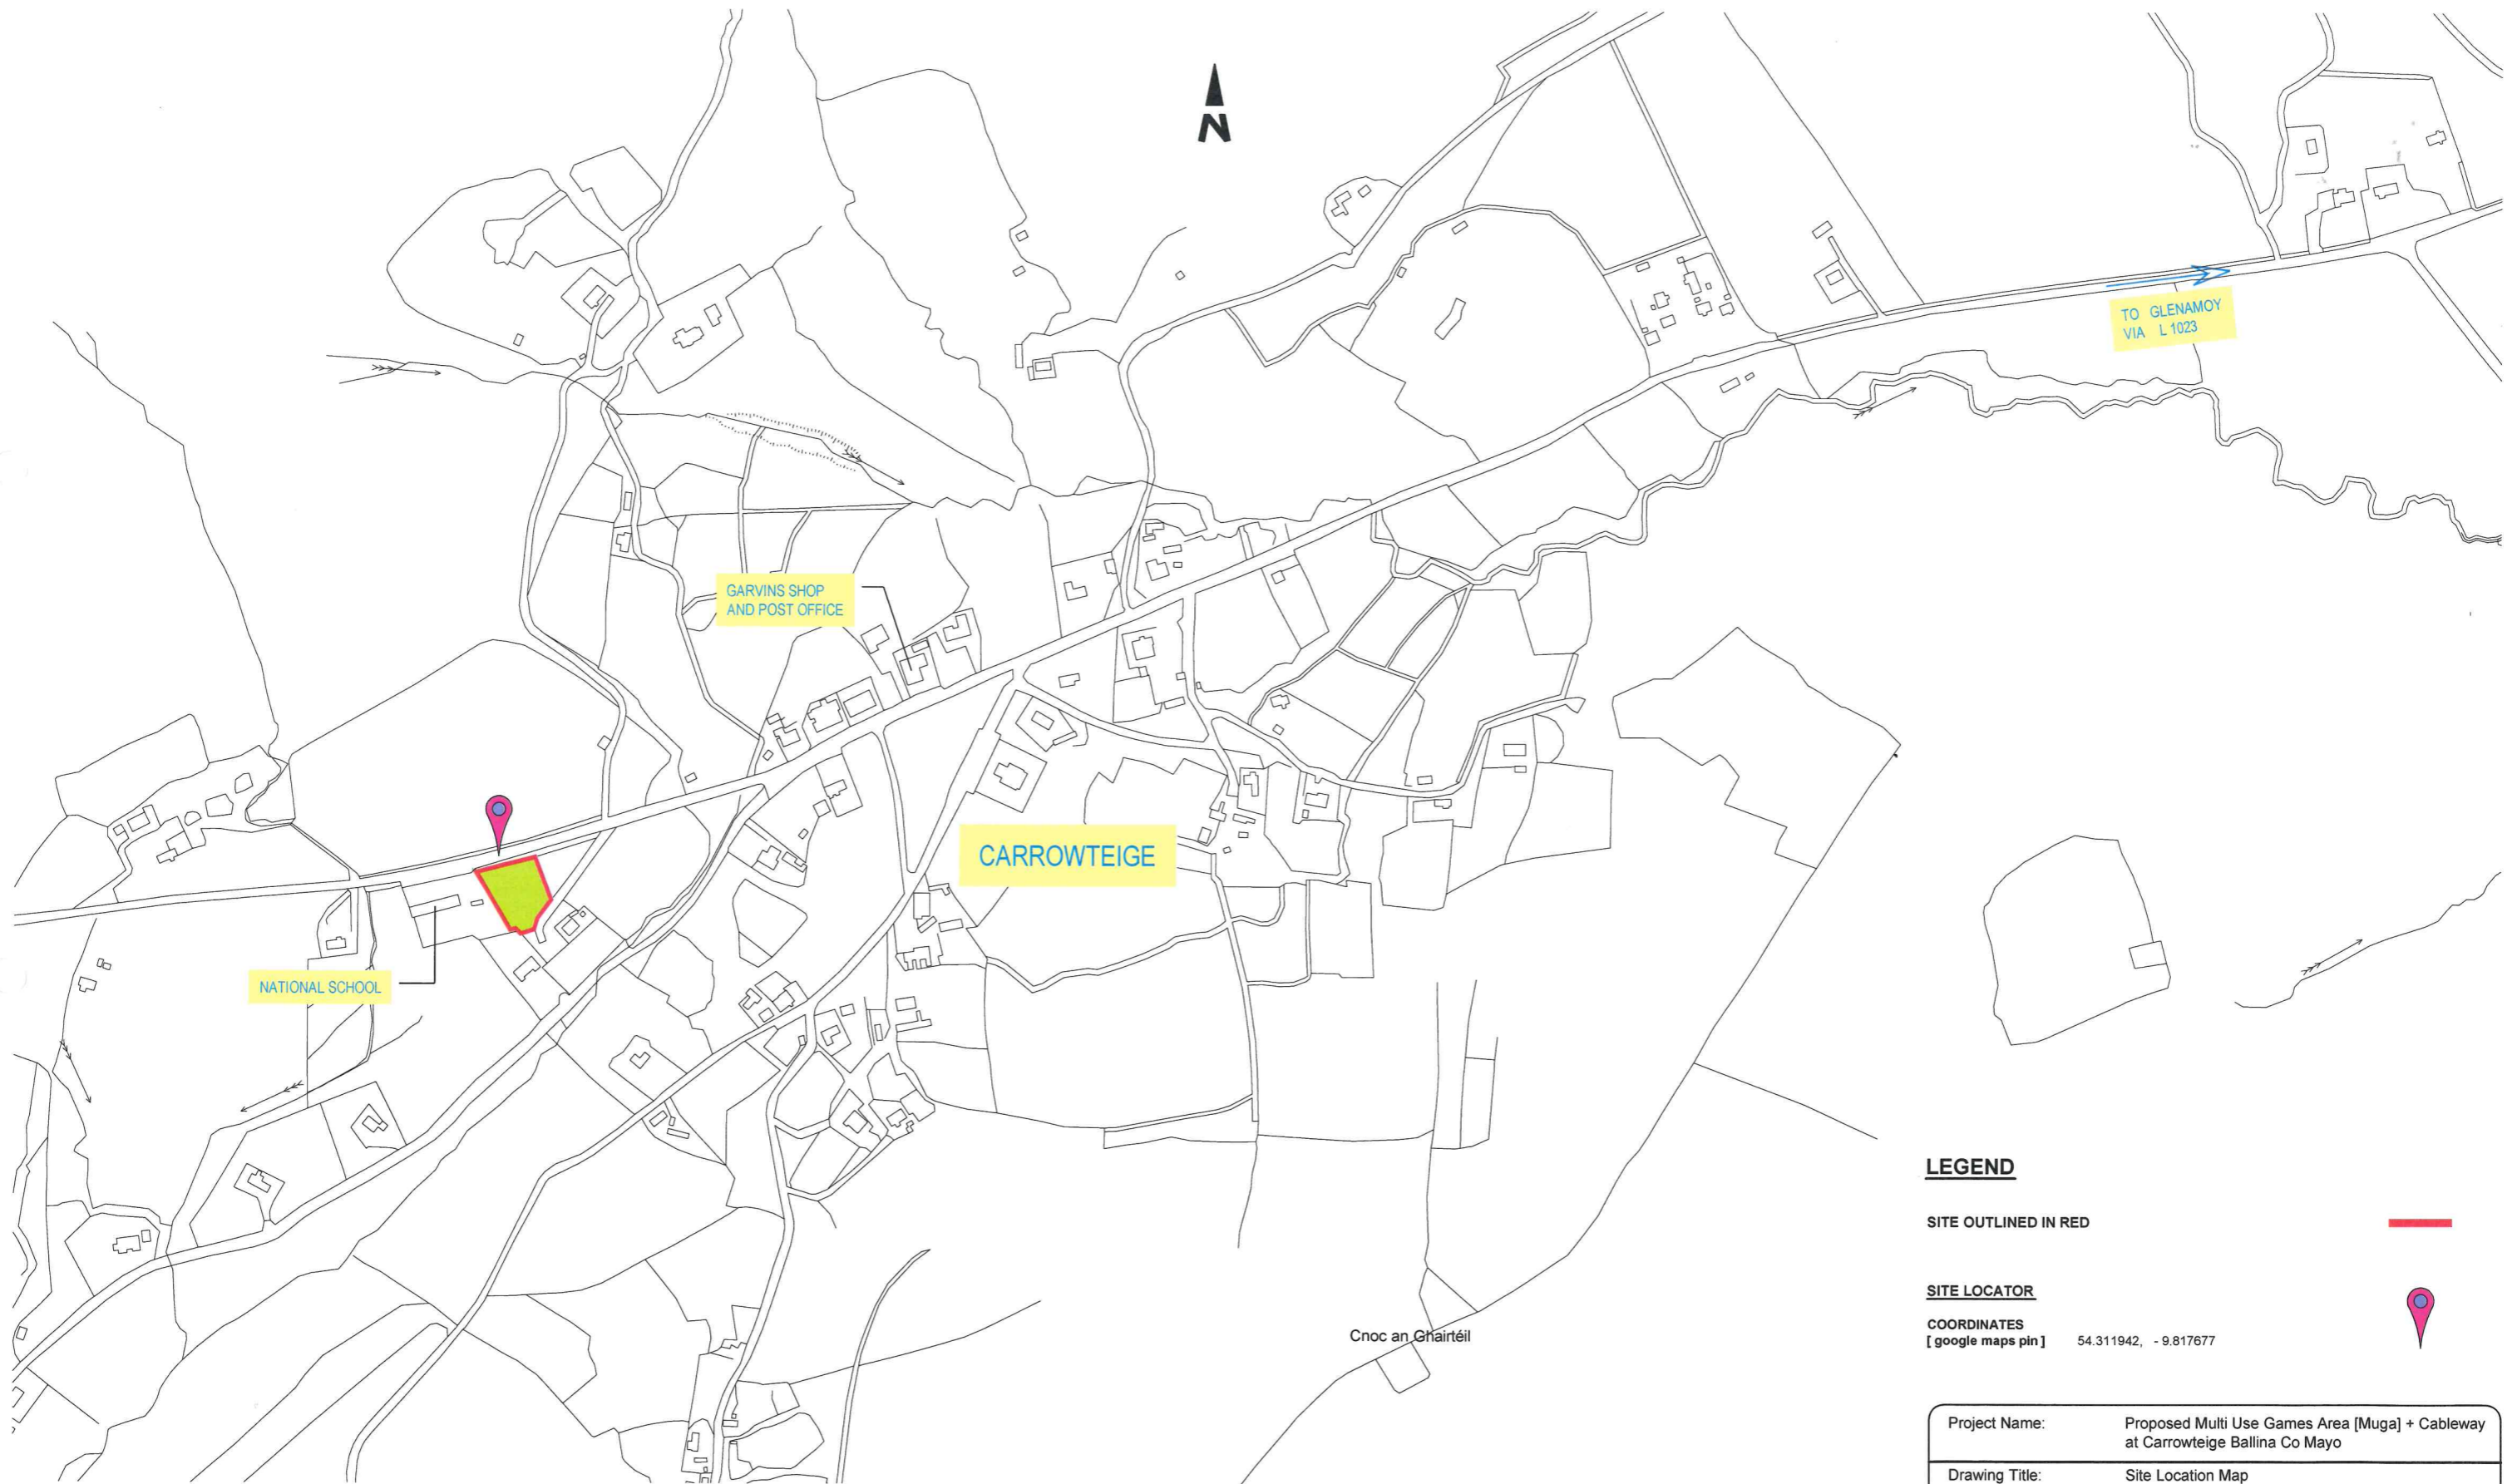 N
TO GLENAMOY
VIA L 1023
GARVINS SHOP
AND POST OFFICE
CARROWTEIGE
NATIONAL SCHOOL
Cnoc an Ghairtéil
LEGEND
SITE OUTLINED IN RED
SITE LOCATOR
COORDINATES
[ google maps pin ] 54.311942, - 9.817677
Project Name: Proposed Multi Use Games Area [Muga] + Cableway
at Carrowteige Ballina Co Mayo
Drawing Title: Site Location Map